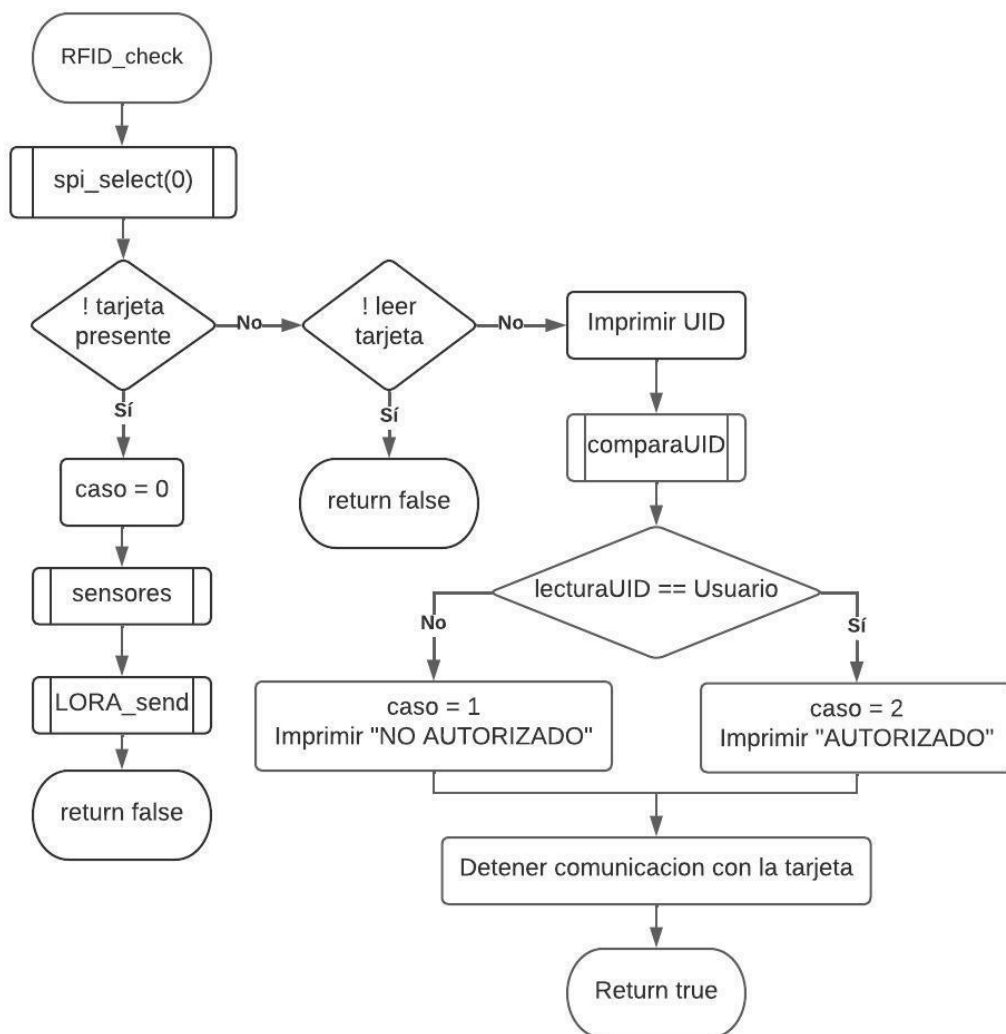 RFID_check
spi_select(0)
! tarjeta
presente
No
! leer
tarjeta
No
Imprimir UID
Sí
Sí
comparaUID
caso = 0
return false
sensores
lecturaUID == Usuario
No
Sí
LORA_send
caso = 1
Imprimir "NO AUTORIZADO"
caso = 2
Imprimir "AUTORIZADO"
return false
Detener comunicacion con la tarjeta
Return true